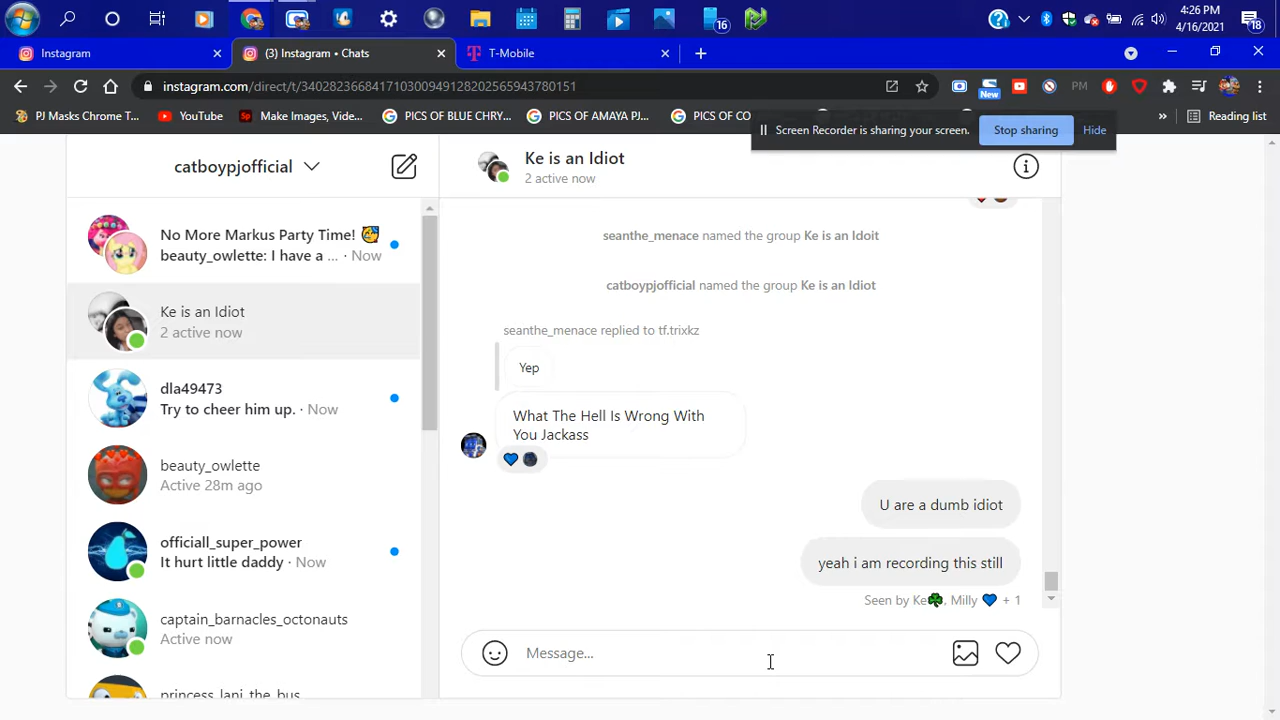 16
4:26 PM
4/16/2021
18
Instagram
(3) Instagram • Chats
T-Mobile
instagram.com/direct/t/340282366841710300949128202565943780151
New
PM
PJ Masks Chrome T...
YouTube
Sp
Make Images, Vide...
PICS OF BLUE CHRY...
PICS OF AMAYA PJ...
PICS OF CO
Reading list
Screen Recorder is sharing your screen.
Stop sharing
Hide
catboypjofficial
No More Markus Party Time! 🥳
beauty_owlette: I have a ... · Now
Ke is an Idiot
2 active now
dla49473
Try to cheer him up. · Now
beauty_owlette
Active 28m ago
officiall_super_power
It hurt little daddy · Now
captain_barnacles_octonauts
Active now
princess_lani_the_bus
Ke is an Idiot
2 active now
seanthe_menace named the group Ke is an Idoit
catboypjofficial named the group Ke is an Idiot
seanthe_menace replied to tf.trixkz
Yep
What The Hell Is Wrong With
You Jackass
U are a dumb idiot
yeah i am recording this still
Seen by Ke☘️, Milly 💙 + 1
Message...